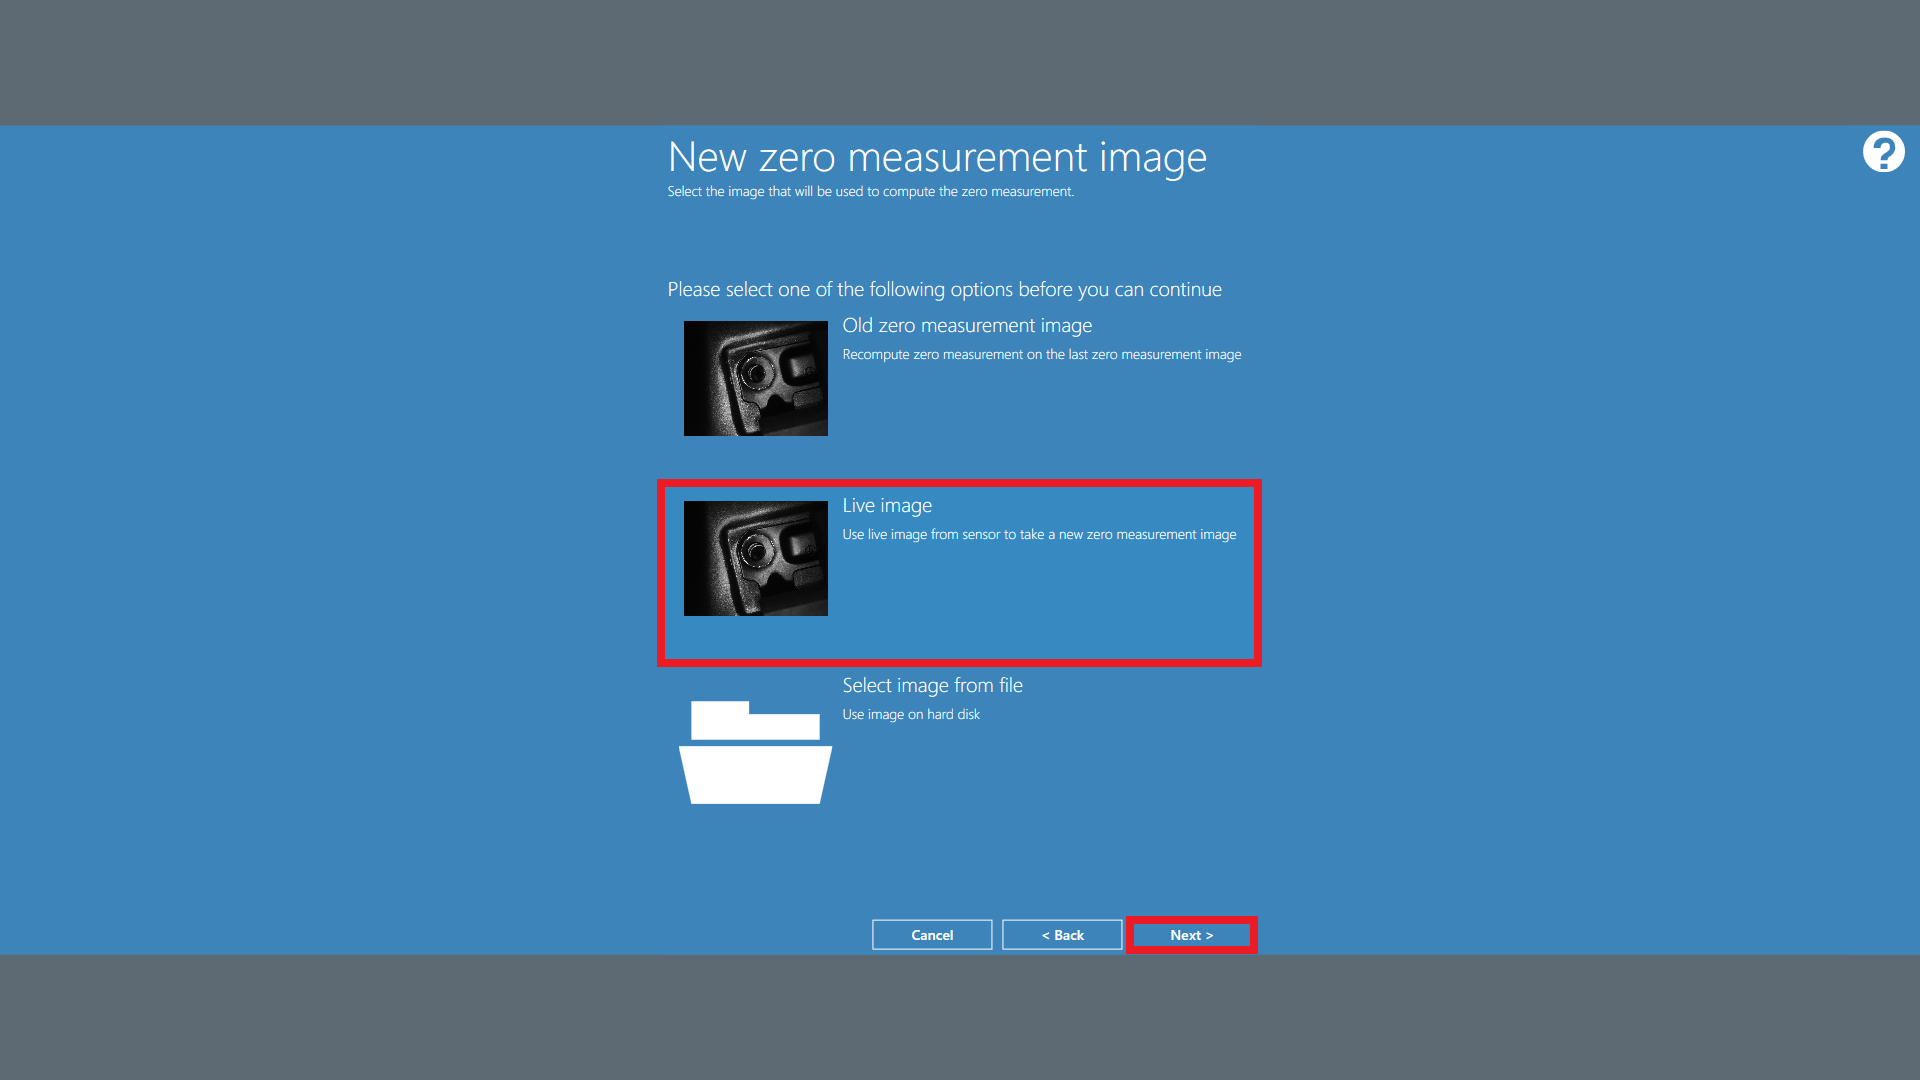 New zero measurement image
?
Select the image that will be used to compute the zero measurement.
Please select one of the following options before you can continue
Old zero measurement image
Recompute zero measurement on the last zero measurement image
Live image
Use live image from sensor to take a new zero measurement image
Select image from file
Use image on hard disk
Cancel
< Back
Next >